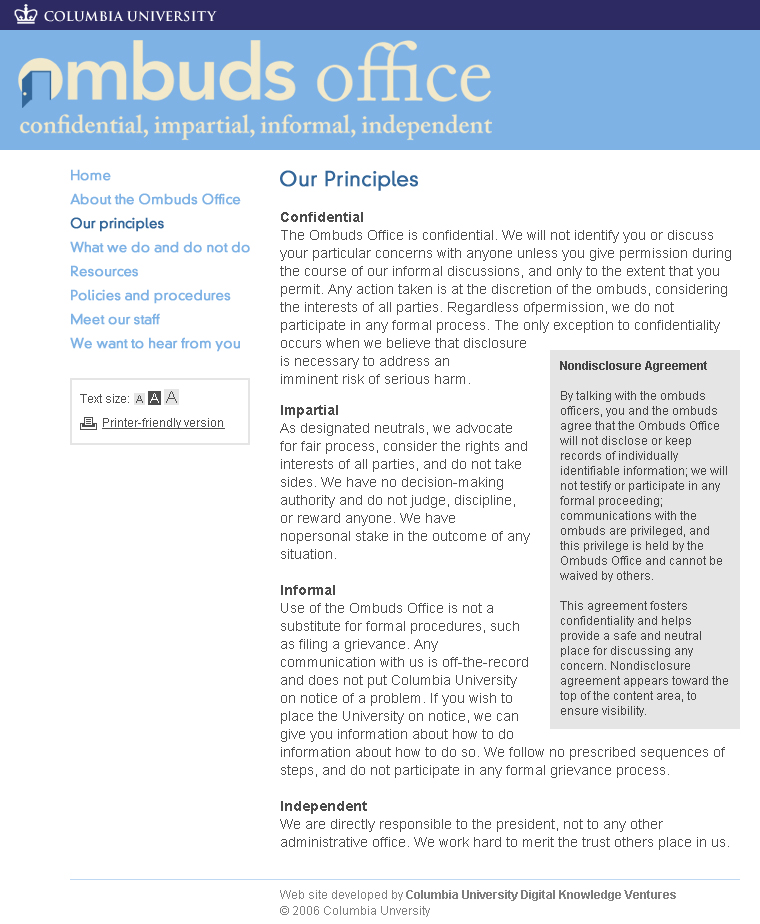 COLUMBIA UNIVERSITY
ombuds office
confidential, impartial, informal, independent
Home
About the Ombuds Office
Our principles
What we do and do not do
Resources
Policies and procedures
Meet our staff
We want to hear from you
Text size: A A A
Printer-friendly version
Our Principles
Confidential
The Ombuds Office is confidential. We will not identify you or discuss
your particular concerns with anyone unless you give permission during
the course of our informal discussions, and only to the extent that you
permit. Any action taken is at the discretion of the ombuds, considering
the interests of all parties. Regardless ofpermission, we do not
participate in any formal process. The only exception to confidentiality
occurs when we believe that disclosure
is necessary to address an
imminent risk of serious harm.
Impartial
As designated neutrals, we advocate
for fair process, consider the rights and
interests of all parties, and do not take
sides. We have no decision-making
authority and do not judge, discipline,
or reward anyone. We have
nopersonal stake in the outcome of any
situation.
Informal
Use of the Ombuds Office is not a
substitute for formal procedures, such
as filing a grievance. Any
communication with us is off-the-record
and does not put Columbia University
on notice of a problem. If you wish to
place the University on notice, we can
give you information about how to do
information about how to do so. We follow no prescribed sequences of
steps, and do not participate in any formal grievance process.
Independent
We are directly responsible to the president, not to any other
administrative office. We work hard to merit the trust others place in us.
Nondisclosure Agreement
By talking with the ombuds
officers, you and the ombuds
agree that the Ombuds Office
will not disclose or keep
records of individually
identifiable information; we will
not testify or participate in any
formal proceeding;
communications with the
ombuds are privileged, and
this privilege is held by the
Ombuds Office and cannot be
waived by others.
This agreement fosters
confidentiality and helps
provide a safe and neutral
place for discussing any
concern. Nondisclosure
agreement appears toward the
top of the content area, to
ensure visibility.
Web site developed by Columbia University Digital Knowledge Ventures
© 2006 Columbia Unversity